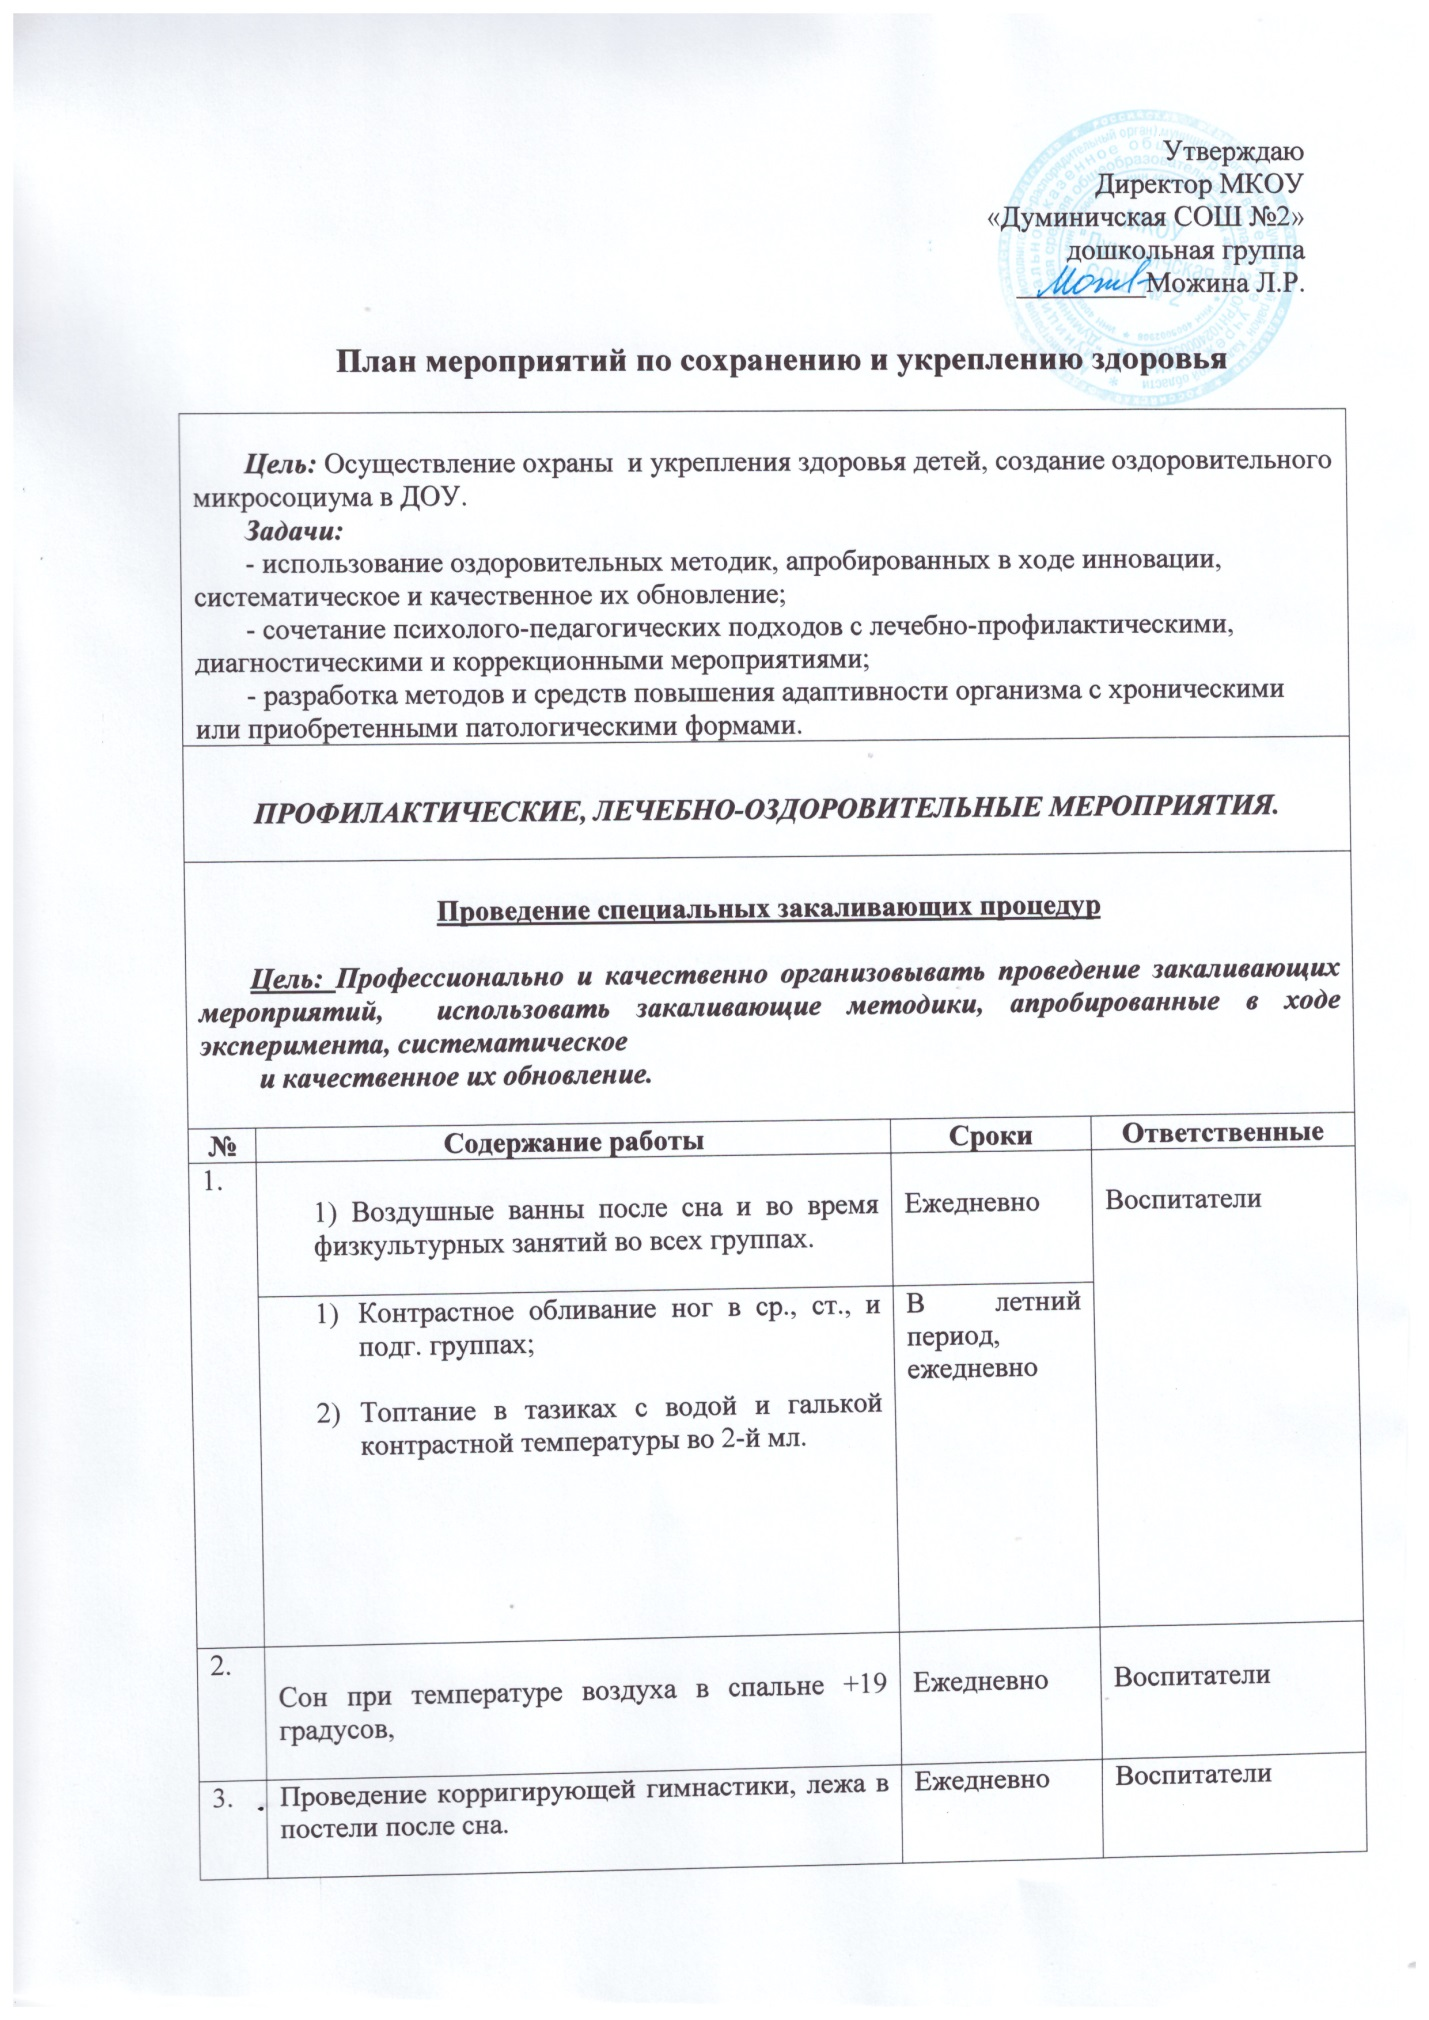 Утверждаю
Директор МКОУ
«Думиничская СОШ №2»
дошкольная группа
_________Можина Л.Р.
План мероприятий по сохранению и укреплению здоровья
Цель: Осуществление охраны и укрепления здоровья детей, создание оздоровительного
микросоциума в ДОУ.
Задачи:
- использование оздоровительных методик, апробированных в ходе инновации,
систематическое и качественное их обновление;
- сочетание психолого-педагогических подходов с лечебно-профилактическими,
диагностическими и коррекционными мероприятиями;
- разработка методов и средств повышения адаптивности организма с хроническими
или приобретенными патологическими формами.
ПРОФИЛАКТИЧЕСКИЕ, ЛЕЧЕБНО-ОЗДОРОВИТЕЛЬНЫЕ МЕРОПРИЯТИЯ.
Проведение специальных закаливающих процедур
Цель: Профессионально и качественно организовывать проведение закаливающих
мероприятий, использовать закаливающие методики, апробированные в ходе
эксперимента, систематическое
и качественное их обновление.
№ Содержание работы Сроки Ответственные
1.
1) Воздушные ванны после сна и во время
физкультурных занятий во всех группах.
Ежедневно
Воспитатели
1) Контрастное обливание ног в ср., ст., и
подг. группах;
2) Топтание в тазиках с водой и галькой
контрастной температуры во 2-й мл.
В летний
период,
ежедневно
2.
Сон при температуре воздуха в спальне +19
градусов,
Ежедневно
Воспитатели
3.
Проведение корригирующей гимнастики, лежа в
постели после сна.
Ежедневно
Воспитатели